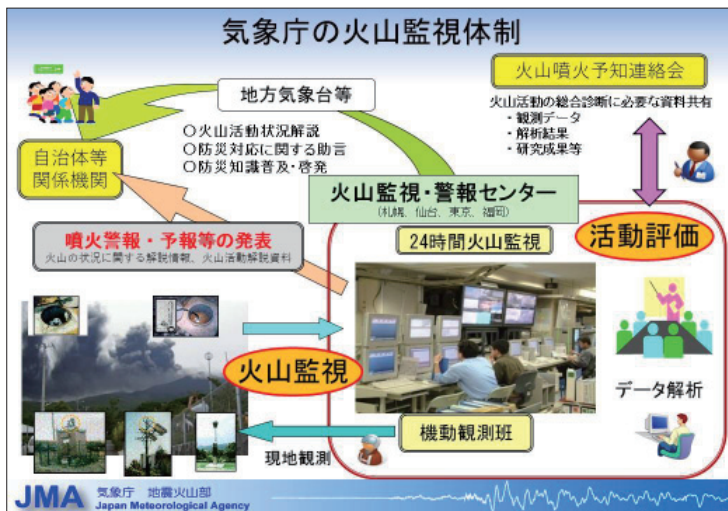 気象庁の火山監視体制
地方気象台等
火山噴火予知連絡会
火山活動の総合診断に必要な資料共有
・観測データ
・解析結果
・研究成果等
○火山活動状況解説
○防災対応に関する助言
○防災知識普及・啓発
自治体等
関係機関
火山監視・警報センター
(札幌、仙台、東京、福岡)
噴火警報・予報等の発表
火山の状況に関する解説情報、火山活動解説資料
24時間火山監視
活動評価
火山監視
データ解析
機動観測班
現地観測
JMA
気象庁 地震火山部
Japan Meteorological Agency